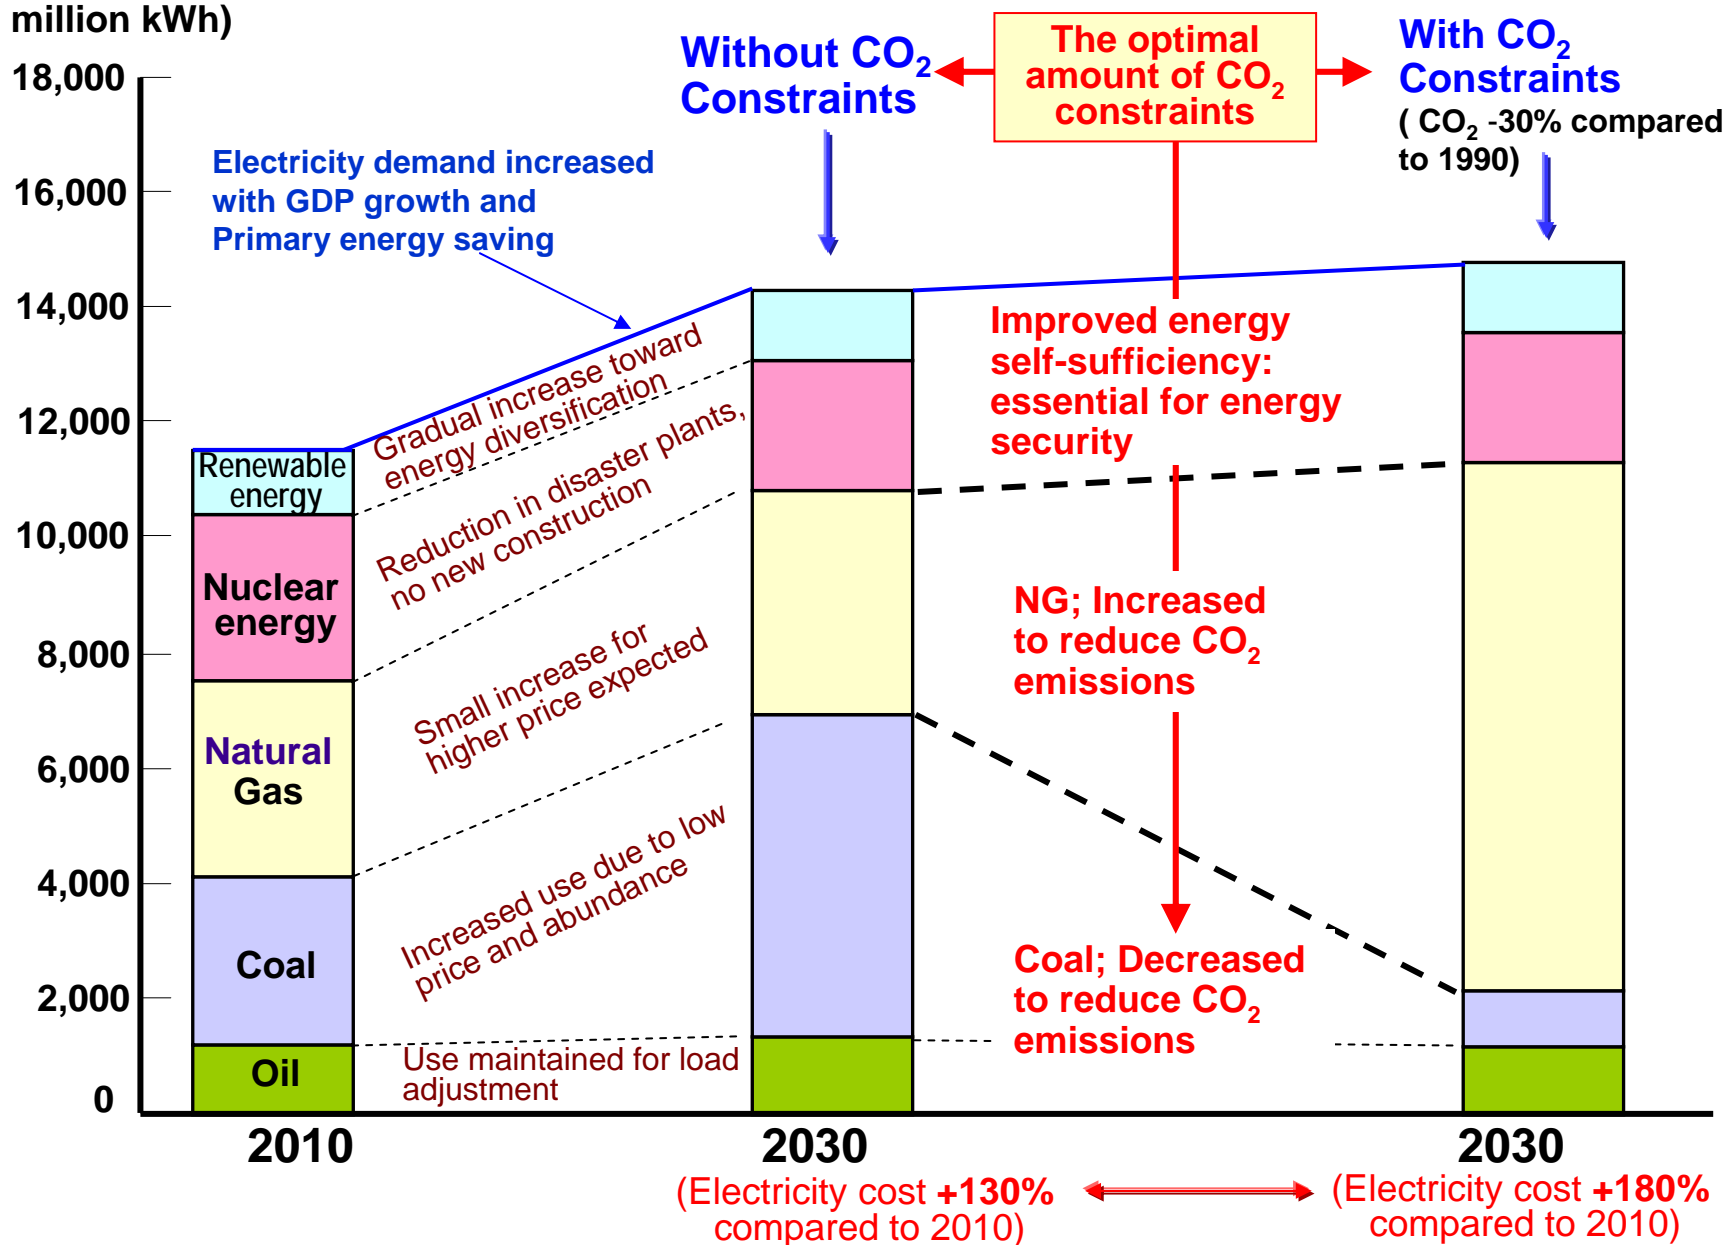 million kWh)
18,000
16,000
14,000
12,000
10,000
8,000
6,000
4,000
2,000
0
Without CO₂
Constraints
The optimal
amount of CO₂
constraints
With CO₂
Constraints
( CO₂ -30% compared
to 1990)
Electricity demand increased
with GDP growth and
Primary energy saving
Gradual increase toward
energy diversification
Reduction in disaster plants,
no new construction
Small increase for
higher price expected
Increased use due to low
price and abundance
Use maintained for load
adjustment
Renewable
energy
Nuclear
energy
Natural
Gas
Coal
Oil
Improved energy
self-sufficiency:
essential for energy
security
NG; Increased
to reduce CO₂
emissions
Coal; Decreased
to reduce CO₂
emissions
2010
2030
2030
(Electricity cost +130%
compared to 2010)
(Electricity cost +180%
compared to 2010)